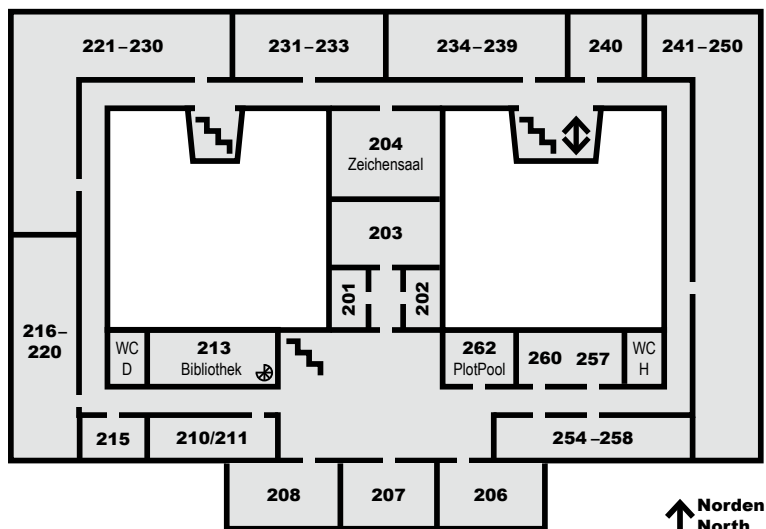 221–230
231–233
234–239
240
241–250
204
Zeichensaal
203
201
202
216–
220
WC
D
213
Bibliothek
262
PlotPool
260
257
WC
H
215
210/211
254–258
208
207
206
Norden
North